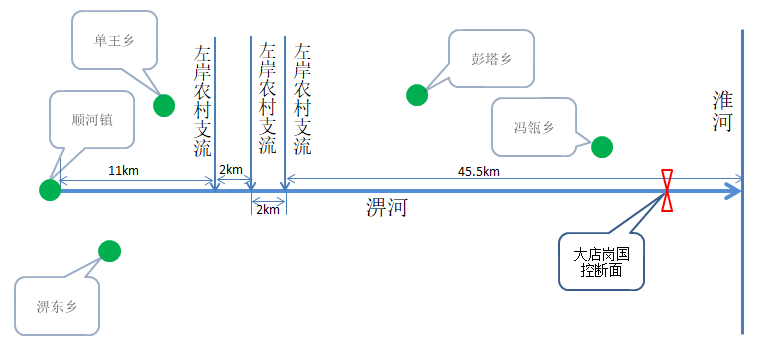 单王乡
左岸农村支流
左岸农村支流
左岸农村支流
彭塔乡
顺河镇
冯瓴乡
淮河
11km
2km
45.5km
2km
淠河
大店岗国
控断面
淠东乡